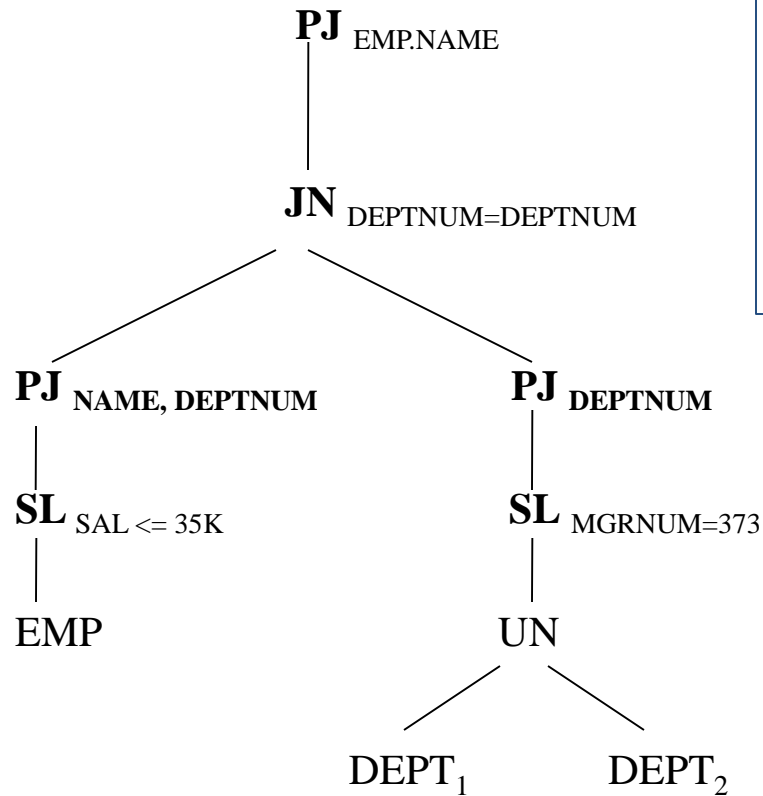 PJ EMP.NAME
JN DEPTNUM=DEPTNUM
PJ NAME, DEPTNUM
PJ DEPTNUM
SL SAL <= 35K
SL MGRNUM=373
EMP
UN
DEPT1
DEPT2